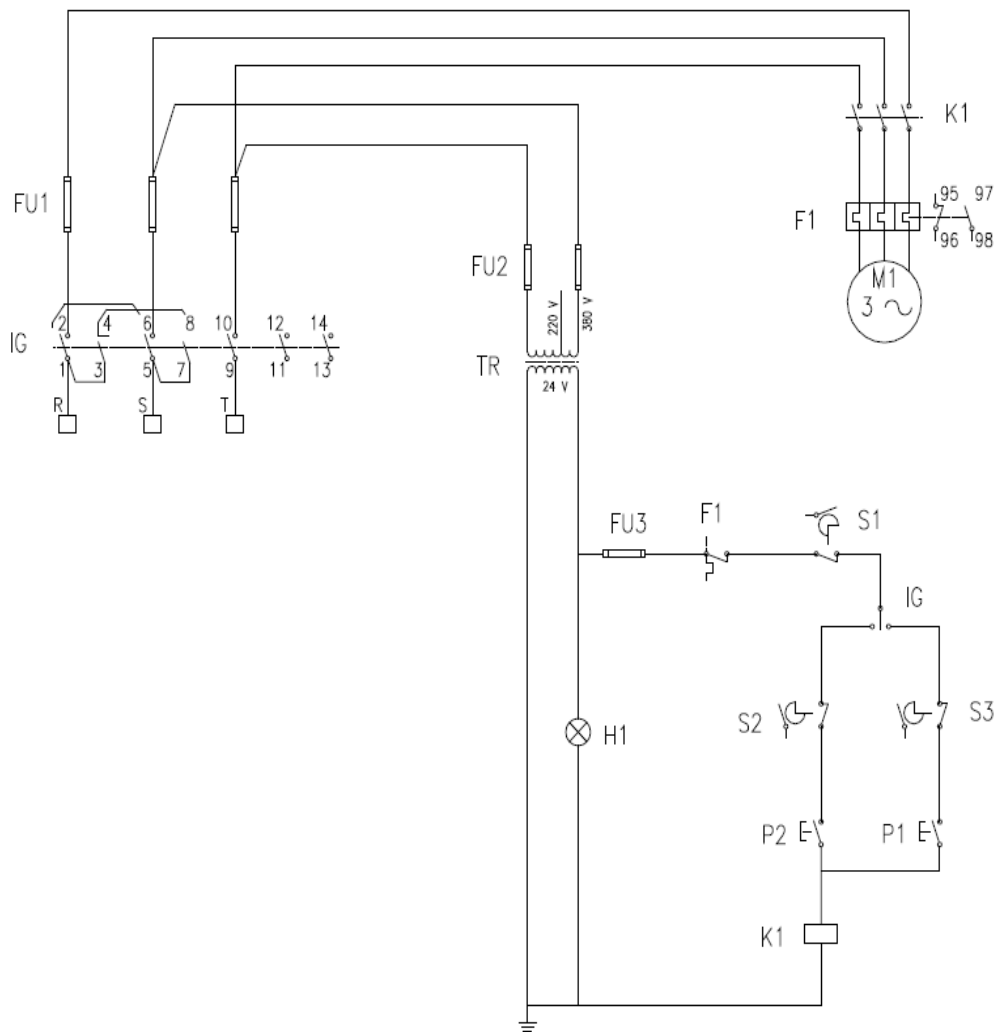 K1
FU1
F1
95 97
96 98
FU2
M1
3 ~
220 V
380 V
2 4 6 8 10 12 14
IG
1 3 5 7 9 11 13
TR
24 V
R S T
FU3
F1
S1
IG
S2
S3
H1
P2
P1
K1